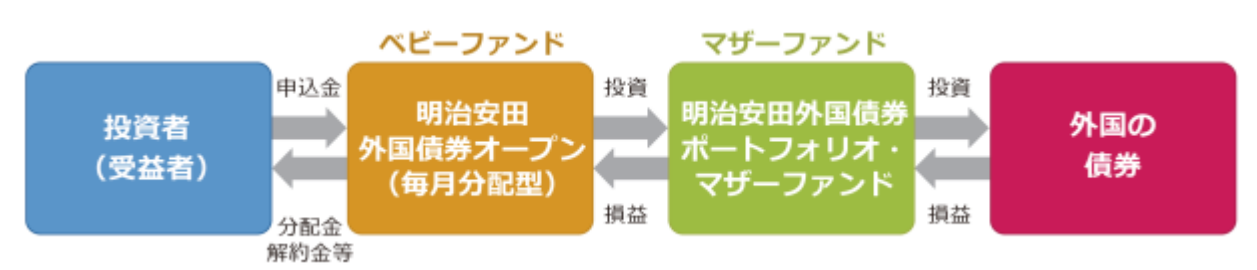 ベビーファンド
マザーファンド
投資者
（受益者）
申込金
分配金
解約金等
明治安田
外国債券オープン
（毎月分配型）
投資
損益
明治安田外国債券
ポートフォリオ・
マザーファンド
投資
損益
外国の
債券